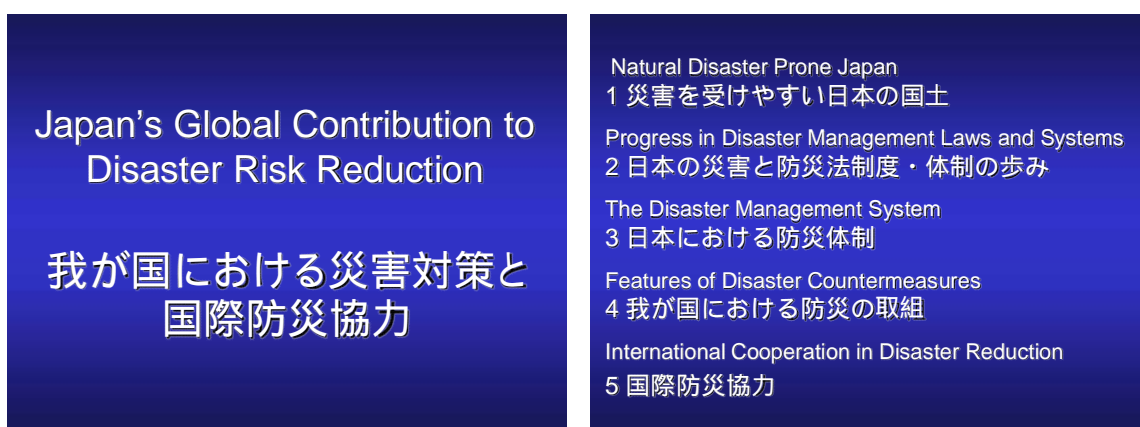 Japan's Global Contribution to
Disaster Risk Reduction
我が国における災害対策と
国際防災協力
Natural Disaster Prone Japan
1 災害を受けやすい日本の国土
Progress in Disaster Management Laws and Systems
2 日本の災害と防災法制度・体制の歩み
The Disaster Management System
3 日本における防災体制
Features of Disaster Countermeasures
4 我が国における防災の取組
International Cooperation in Disaster Reduction
5 国際防災協力